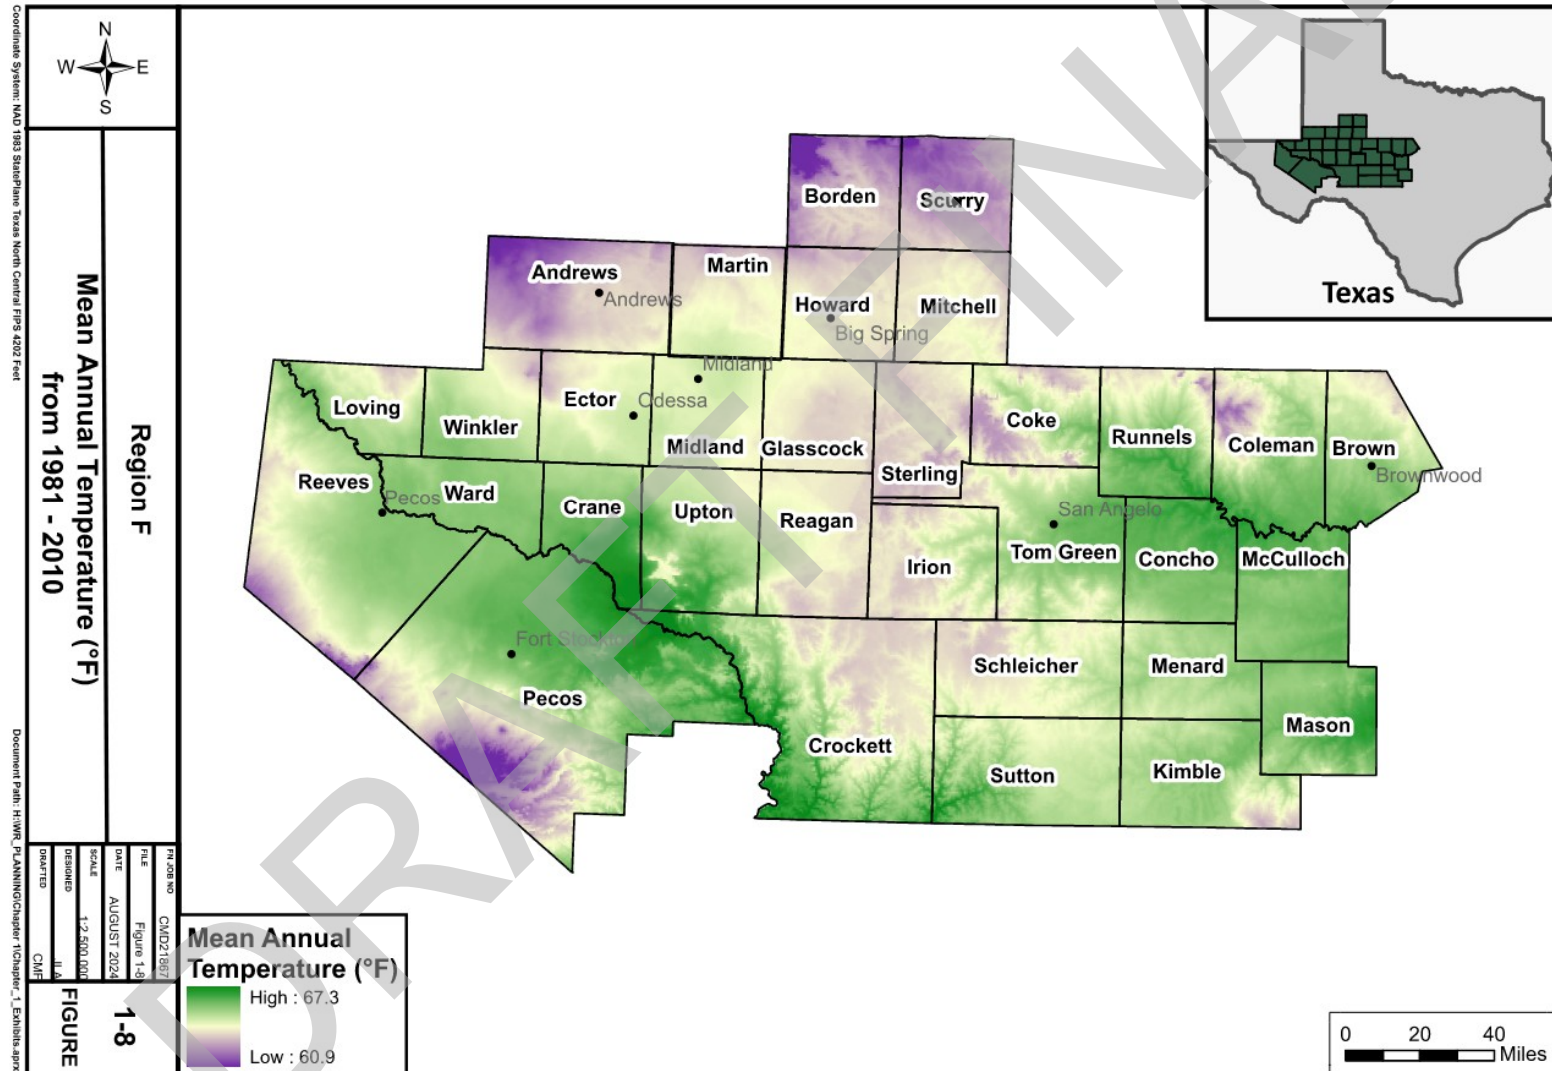 Coordinate System: NAD 1983 StatePlane Texas North Central FIPS 4202 Feet
Document Path: H:\WR_PLANNING\Chapter 1\Chapter_1_Exhibits.aprx
N
W E
S
Region F
Mean Annual Temperature (°F)
from 1981 - 2010
FN JOB NO CMD21867
FILE Figure 1-8
DATE AUGUST 2024
SCALE 1:2,500,000
DESIGNED
DRAFTED CMF
1-8
FIGURE
Texas
Borden
Scurry
Andrews
Andrews
Martin
Howard
Big Spring
Mitchell
Loving
Winkler
Ector
Odessa
Midland
Midland
Glasscock
Sterling
Coke
Runnels
Coleman
Brown
Brownwood
Reeves
Pecos
Ward
Crane
Upton
Reagan
Irion
San Angelo
Tom Green
Concho
McCulloch
Fort Stockton
Pecos
Crockett
Schleicher
Menard
Mason
Sutton
Kimble
Mean Annual
Temperature (°F)
High : 67.3
Low : 60.9
0 20 40
Miles
DRAFT FINAL